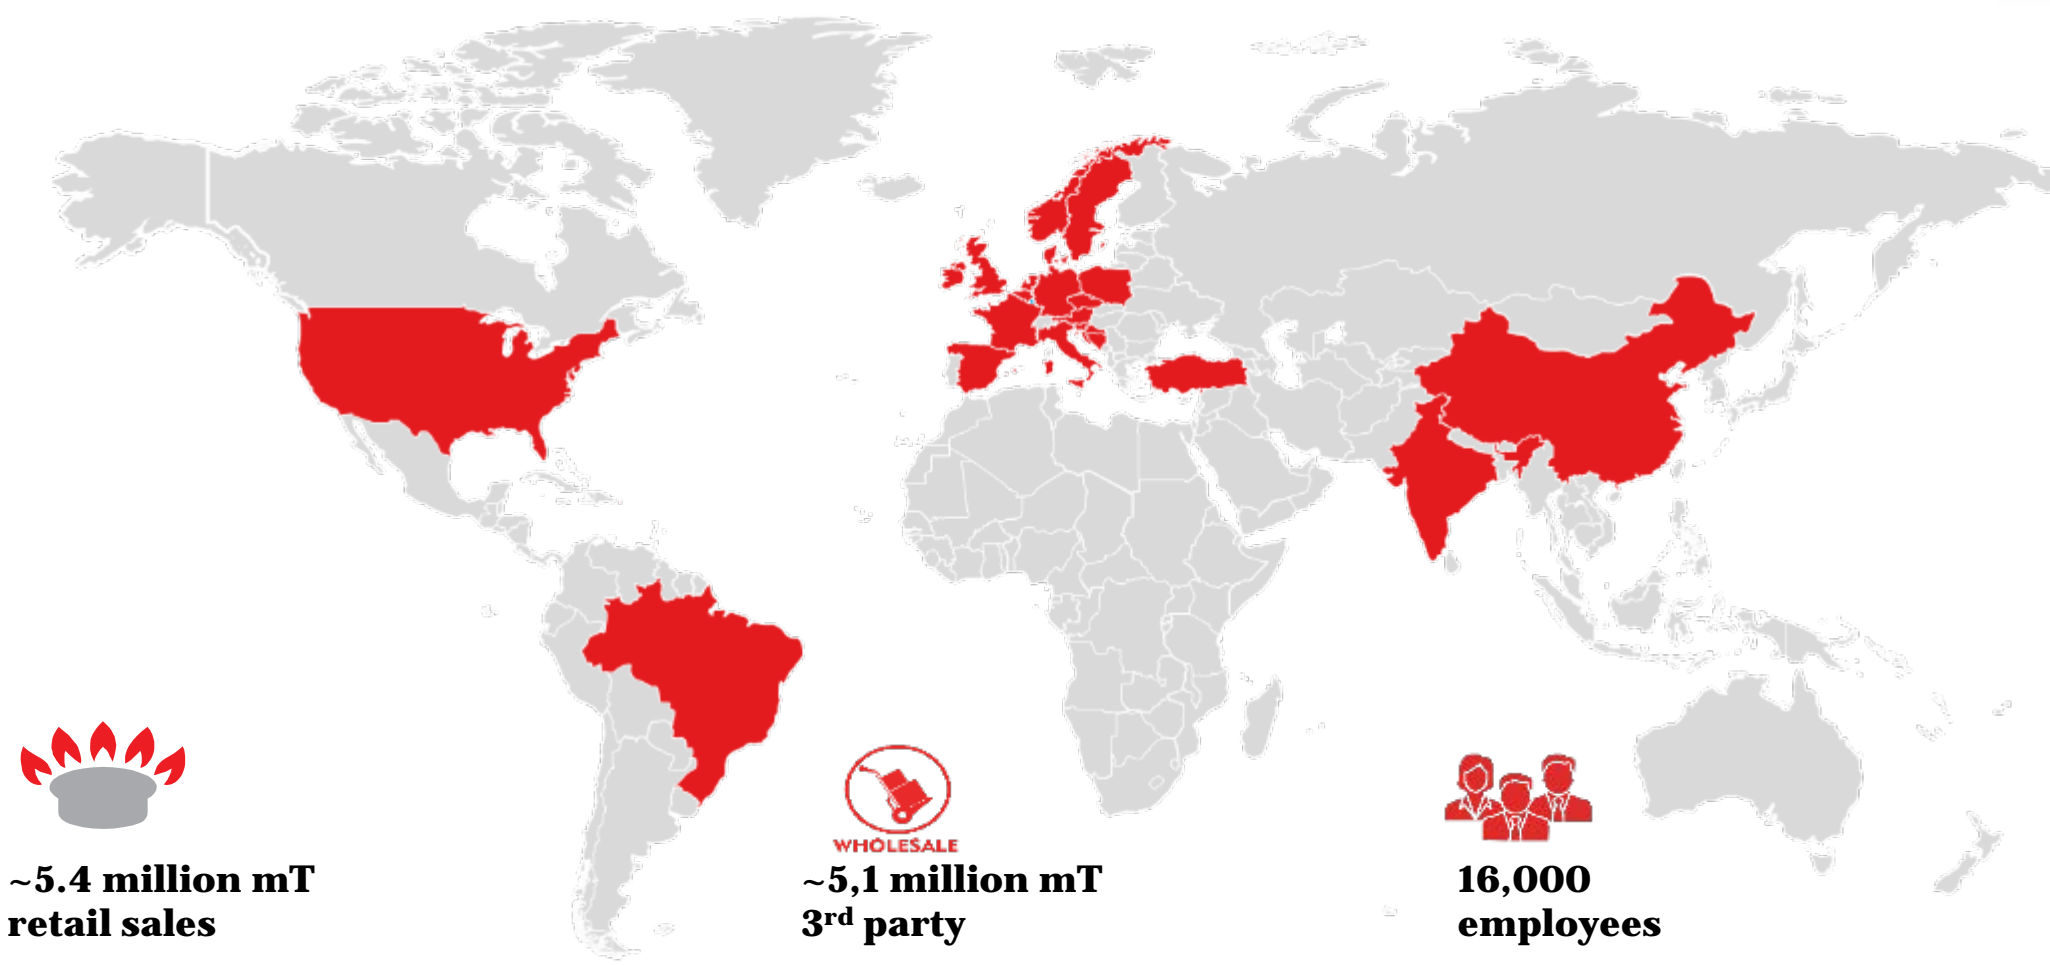 ~5.4 million mT
retail sales
WHOLESALE
~5,1 million mT
3rd party
16,000
employees